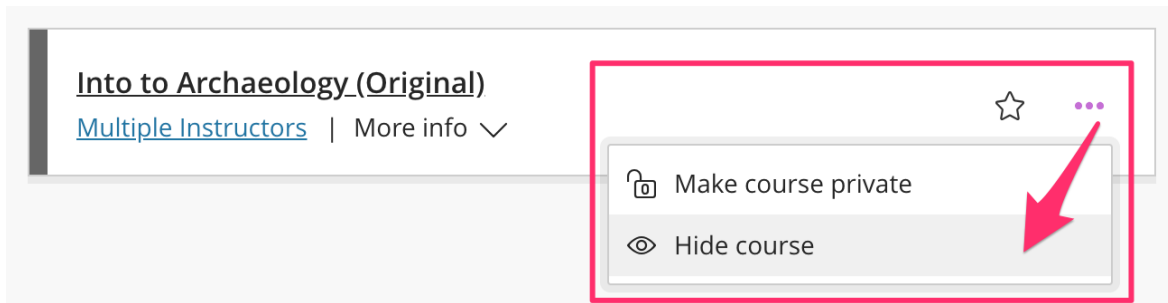 Into to Archaeology (Original)
Multiple Instructors | More info
Make course private
Hide course